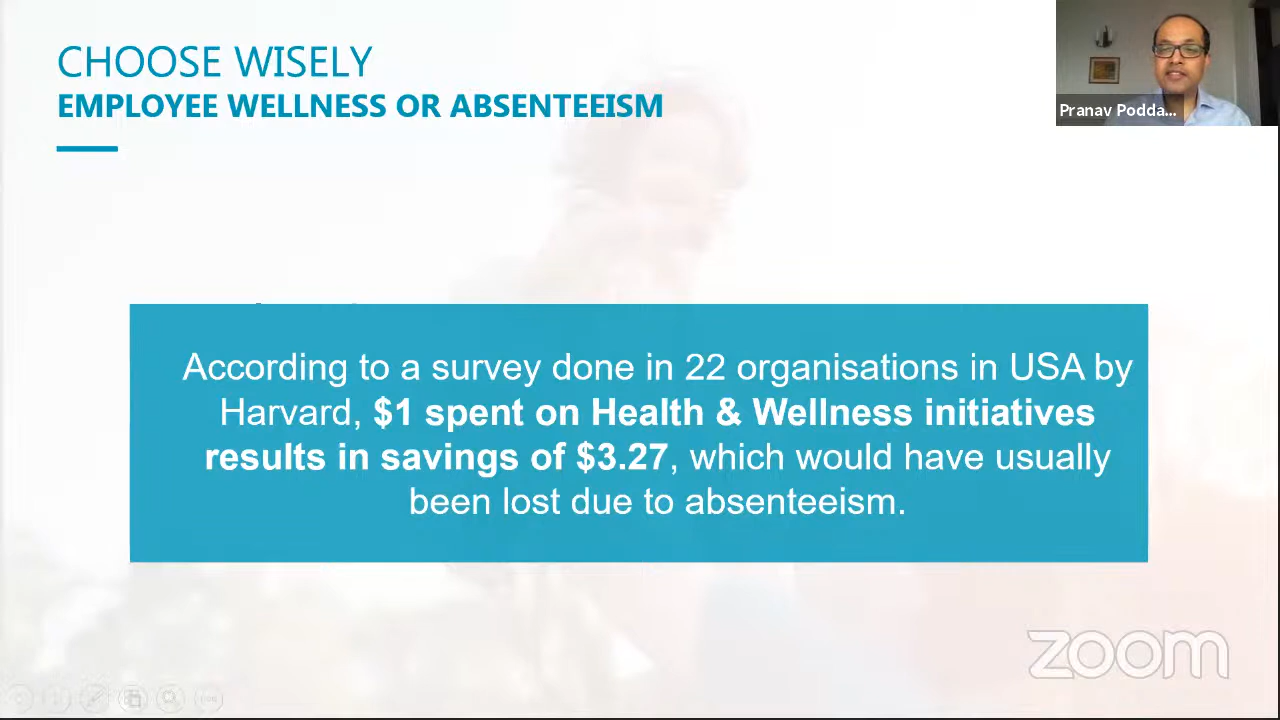 CHOOSE WISELY
EMPLOYEE WELLNESS OR ABSENTEEISM
Pranav Podda...
According to a survey done in 22 organisations in USA by
Harvard, $1 spent on Health & Wellness initiatives
results in savings of $3.27, which would have usually
been lost due to absenteeism.
zoom